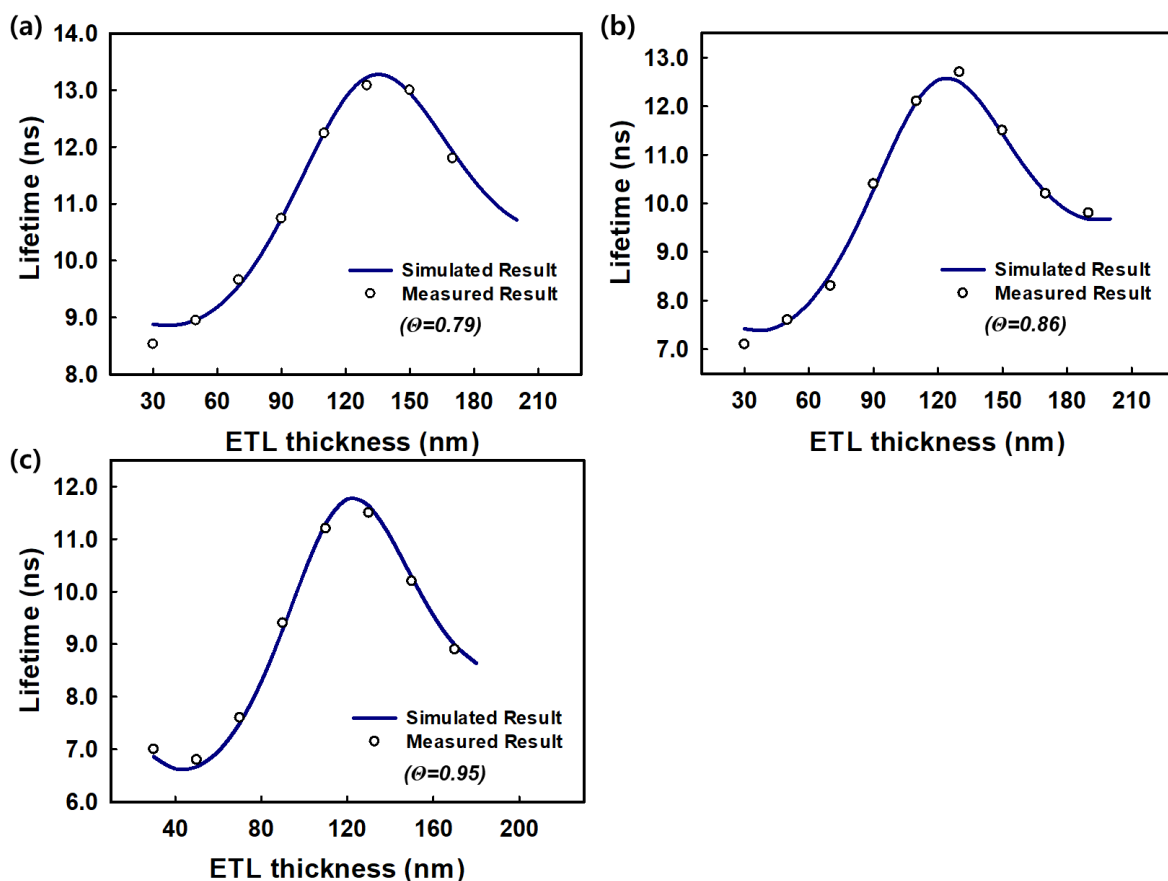 (a)
14.0
13.0
12.0
11.0
10.0
9.0
8.0
Lifetime (ns)
Simulated Result
Measured Result
(Θ=0.79)
30 60 90 120 150 180 210
ETL thickness (nm)
(b)
13.0
12.0
11.0
10.0
9.0
8.0
7.0
Lifetime (ns)
Simulated Result
Measured Result
(Θ=0.86)
30 60 90 120 150 180 210
ETL thickness (nm)
(c)
12.0
11.0
10.0
9.0
8.0
7.0
6.0
Lifetime (ns)
Simulated Result
Measured Result
(Θ=0.95)
40 80 120 160 200
ETL thickness (nm)